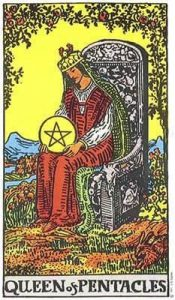 QUEEN of PENTACLES